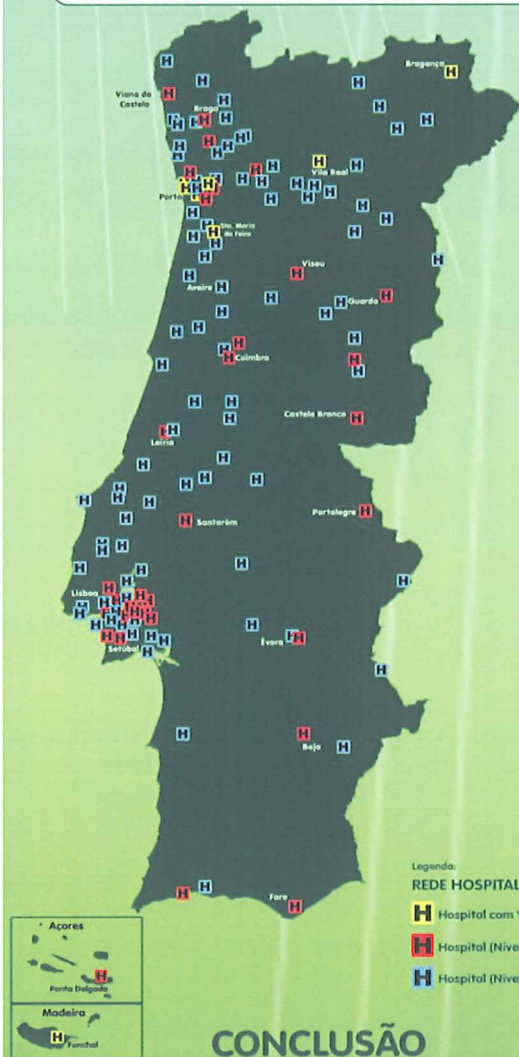 Bragança
Viana do
Castelo
Braga
Vila Real
Porto
Sta. Maria
da Feira
Viseu
Aveiro
Guarda
Coimbra
Castelo Branco
Leiria
Portalegre
Santarém
Lisboa
Évora
Setúbal
Beja
Faro
Legenda:
REDE HOSPITAL
H Hospital com
H Hospital (Níve
H Hospital (Níve
Açores
Ponta Delgada
Madeira
Funchal
CONCLUSÃO